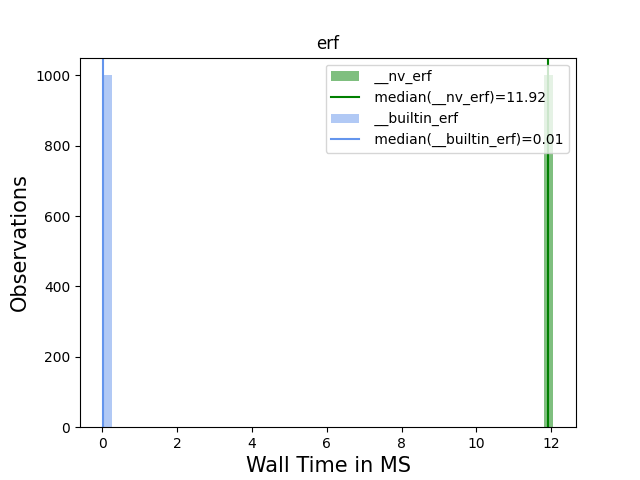 erf
__nv_erf
median(__nv_erf)=11.92
__builtin_erf
median(__builtin_erf)=0.01
Observations
1000
800
600
400
200
0
0 2 4 6 8 10 12
Wall Time in MS